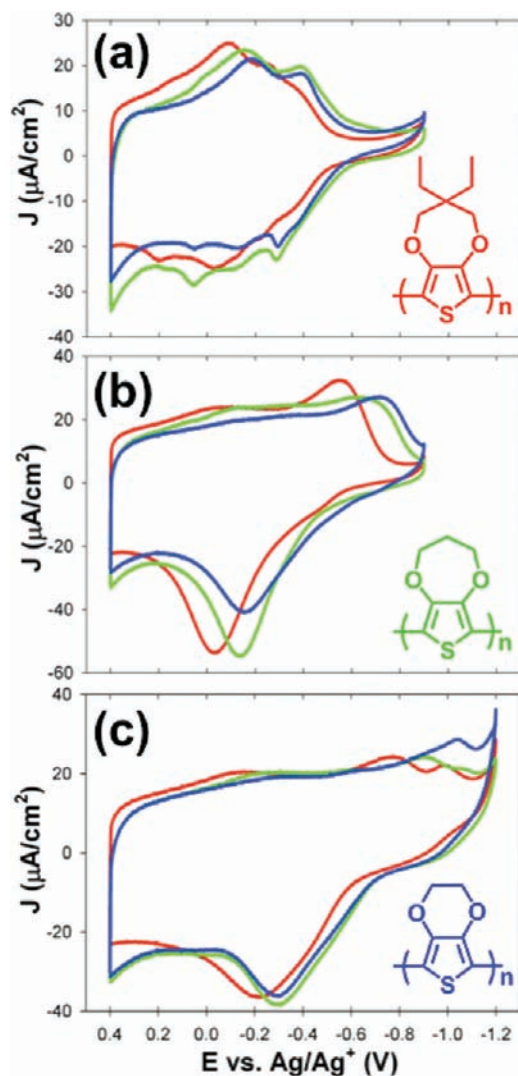 (a)
J (μA/cm²)
30
20
10
0
-10
-20
-30
-40
O O
S
( )n
(b)
J (μA/cm²)
40
20
0
-20
-40
-60
O O
S
( )n
(c)
J (μA/cm²)
40
20
0
-20
-40
O O
S
( )n
0.4 0.2 0.0 -0.2 -0.4 -0.6 -0.8 -1.0 -1.2
E vs. Ag/Ag⁺ (V)